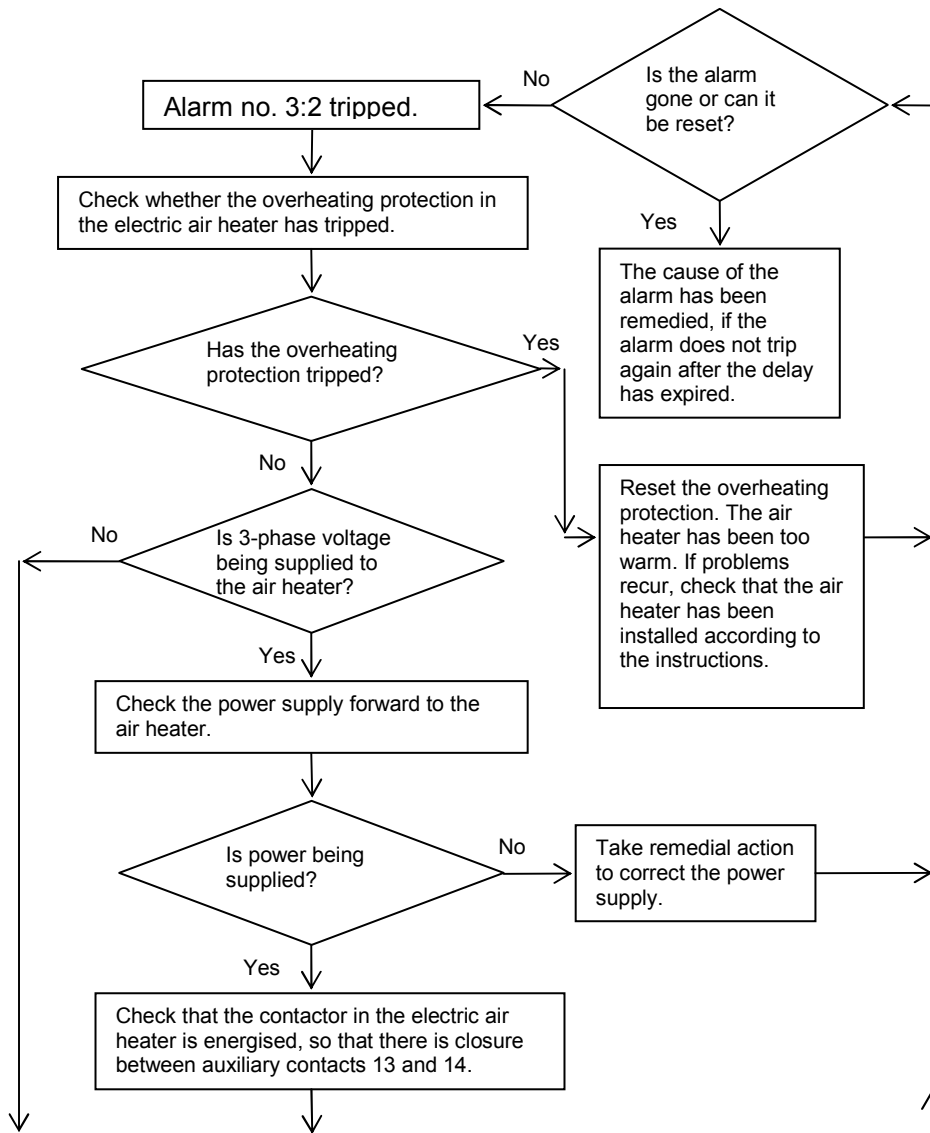 Is the alarm
gone or can it
be reset?
No
Alarm no. 3:2 tripped.
Yes
Check whether the overheating protection in
the electric air heater has tripped.
The cause of the
alarm has been
remedied, if the
alarm does not trip
again after the delay
has expired.
Has the overheating
protection tripped?
Yes
No
Reset the overheating
protection. The air
heater has been too
warm. If problems
recur, check that the air
heater has been
installed according to
the instructions.
No
Is 3-phase voltage
being supplied to
the air heater?
Yes
Check the power supply forward to the
air heater.
Is power being
supplied?
No
Take remedial action
to correct the power
supply.
Yes
Check that the contactor in the electric air
heater is energised, so that there is closure
between auxiliary contacts 13 and 14.